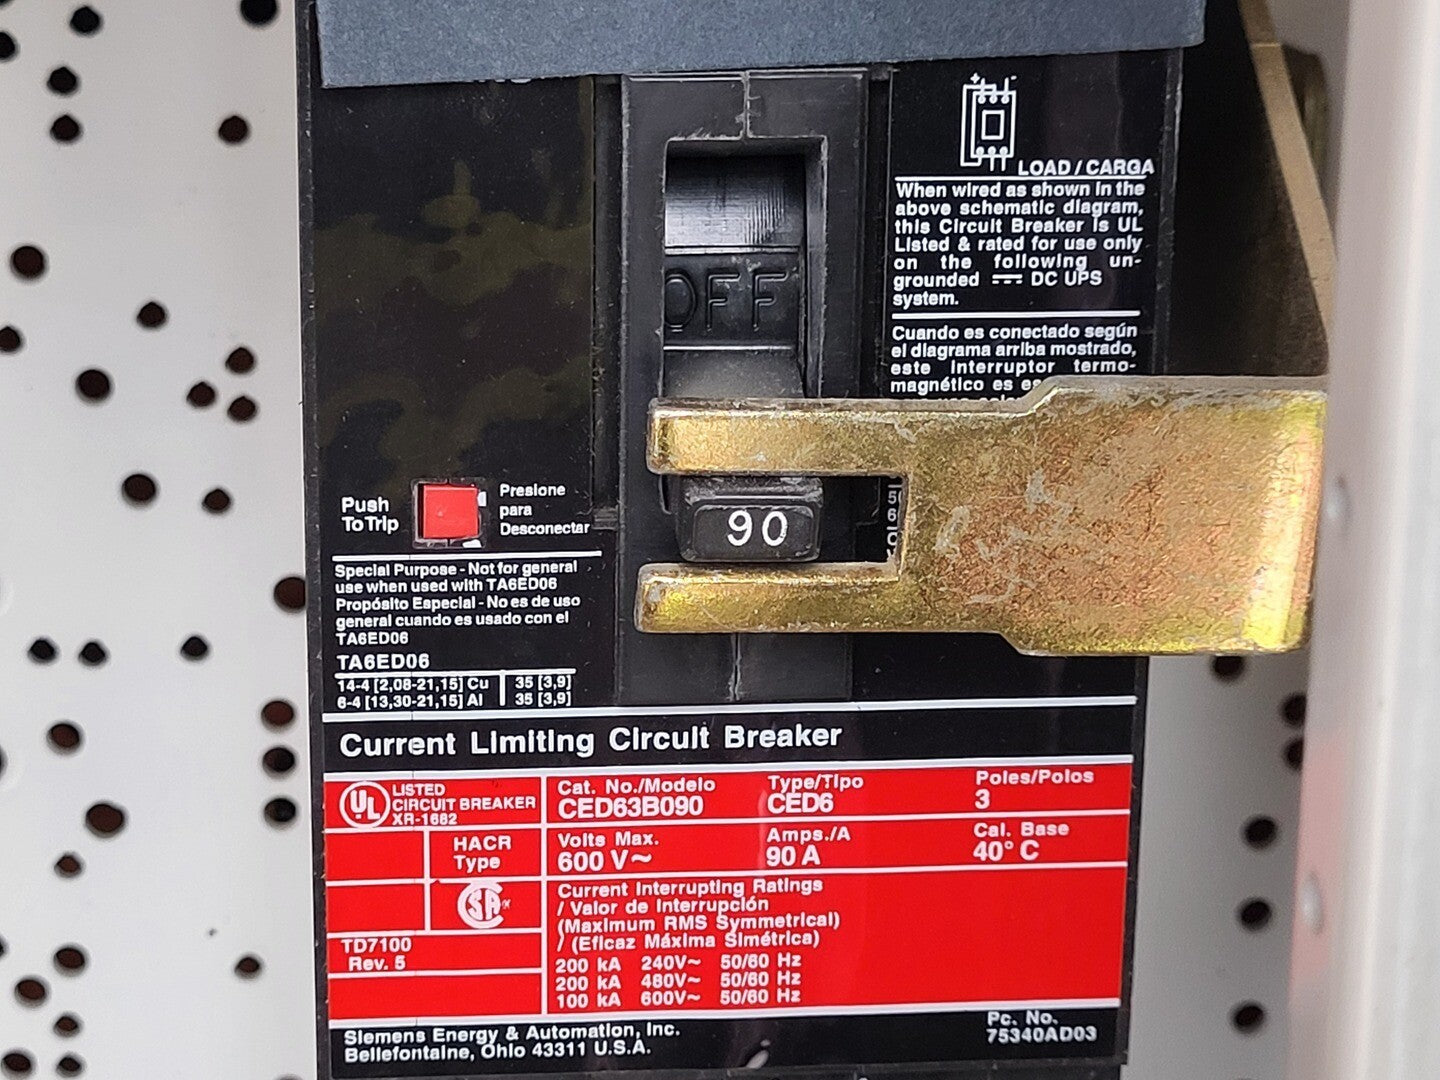 LOAD / CARGA
When wired as shown in the
above schematic diagram,
this Circuit Breaker is UL
Listed & rated for use only
on the following un-
grounded ⎓ DC UPS
system.
Cuando es conectado según
el diagrama arriba mostrado,
este interruptor termo-
magnético es
OFF
90
Push
To Trip
Presione
para
Desconectar
Special Purpose - Not for general
use when used with TA6ED06
Propósito Especial - No es de uso
general cuando es usado con el
TA6ED06
TA6ED06
14-4 [2,08-21,15] Cu 35 [3,9]
6-4 [13,30-21,15] Al 35 [3,9]
Current Limiting Circuit Breaker
UL LISTED
CIRCUIT BREAKER
XR-1682
Cat. No./Modelo
CED63B090
Type/Tipo
CED6
Poles/Polos
3
HACR
Type
Volts Max.
600 V~
Amps./A
90 A
Cal. Base
40° C
SA
Current Interrupting Ratings
/ Valor de Interrupción
(Maximum RMS Symmetrical)
/ (Eficaz Máxima Simétrica)
200 kA 240V~ 50/60 Hz
200 kA 480V~ 50/60 Hz
100 kA 600V~ 50/60 Hz
TD7100
Rev. 5
Siemens Energy & Automation, Inc.
Bellefontaine, Ohio 43311 U.S.A.
Pc. No.
75340AD03